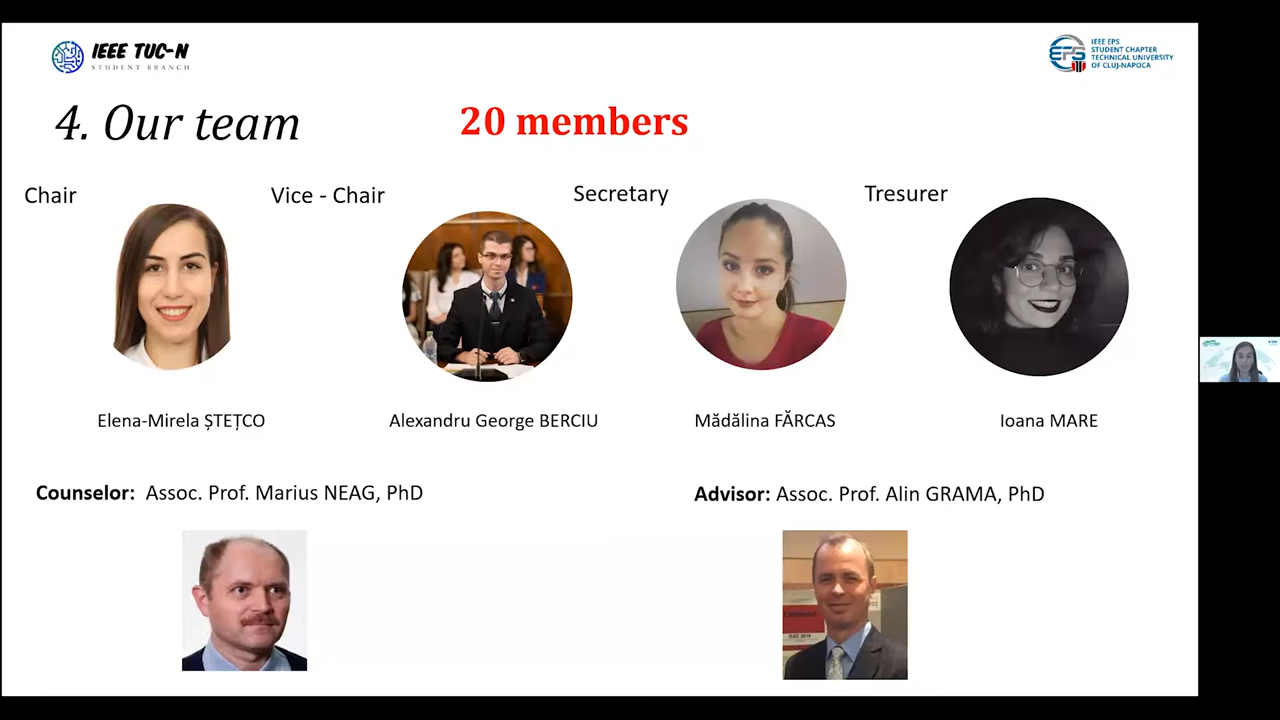 IEEE TUC-N
STUDENT BRANCH
IEEE EPS
STUDENT CHAPTER
TECHNICAL UNIVERSITY
OF CLUJ-NAPOCA
EPS
4. Our team
20 members
Chair
Vice - Chair
Secretary
Tresurer
Elena-Mirela ȘTEȚCO
Alexandru George BERCIU
Mădălina FĂRCAS
Ioana MARE
Counselor: Assoc. Prof. Marius NEAG, PhD
Advisor: Assoc. Prof. Alin GRAMA, PhD